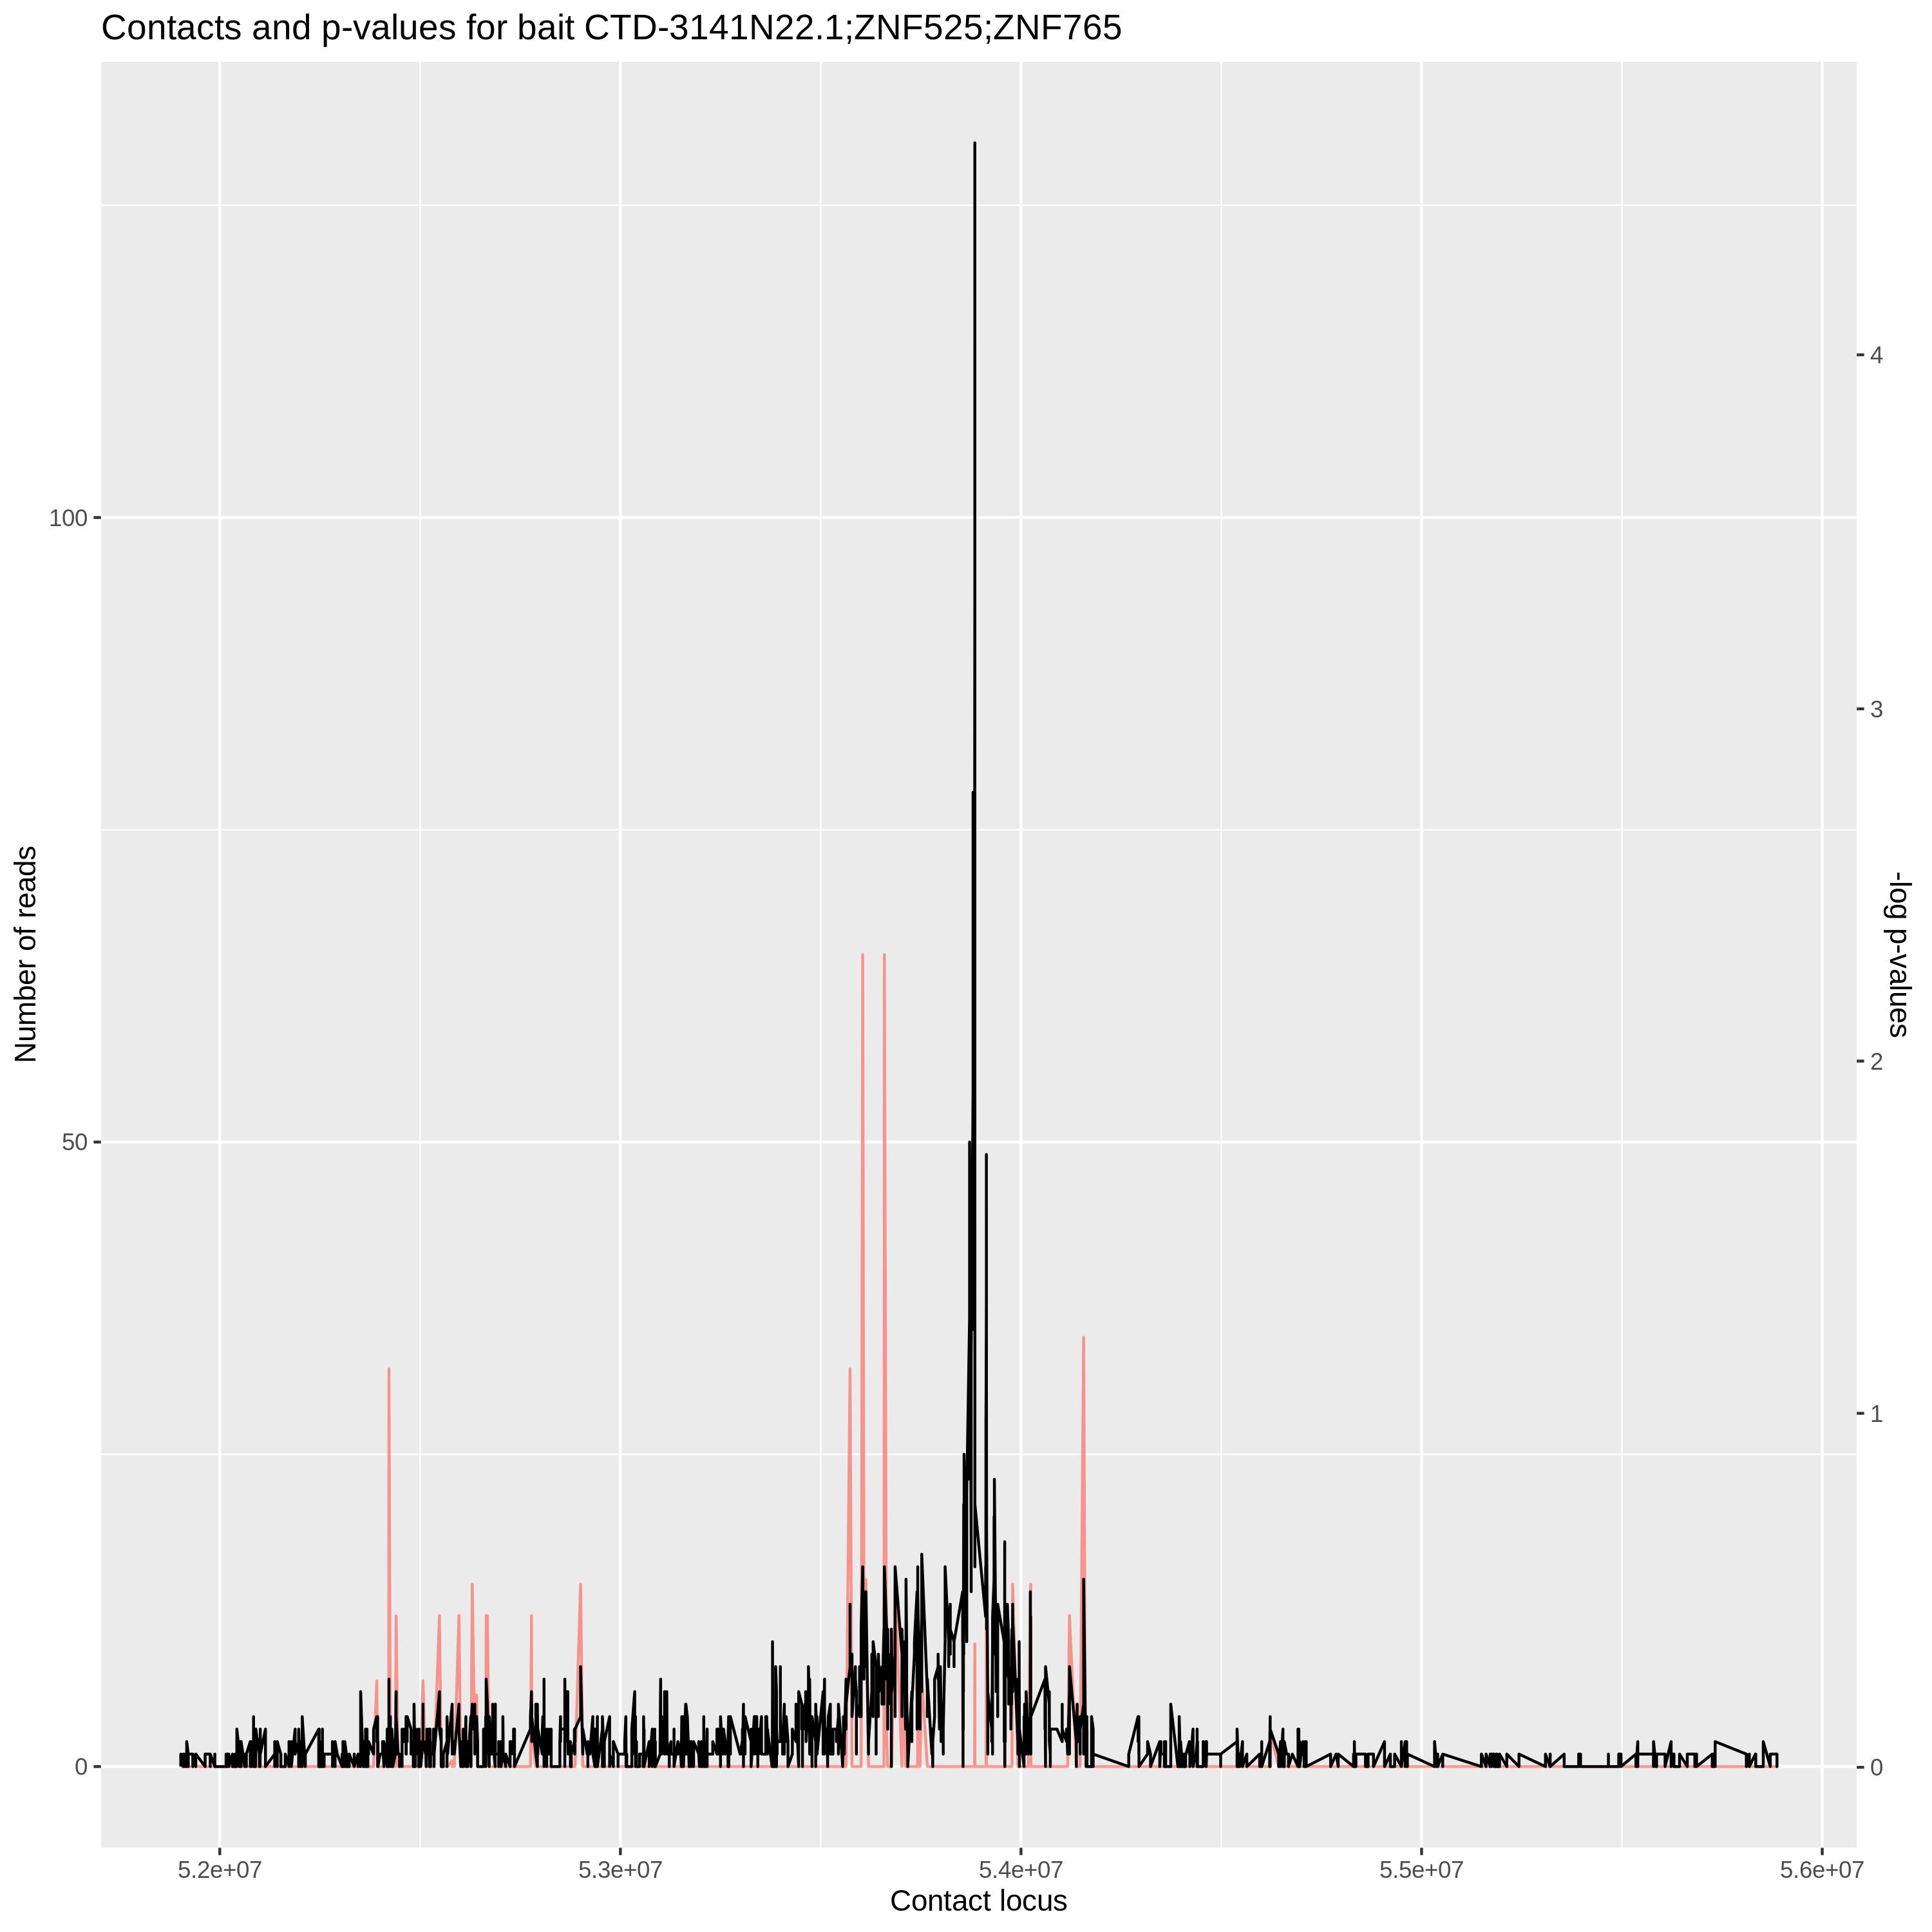 Contacts and p-values for bait CTD-3141N22.1;ZNF525;ZNF765
100
50
0
Number of reads
4
3
2
1
0
-log p-values
5.2e+07
5.3e+07
5.4e+07
5.5e+07
5.6e+07
Contact locus